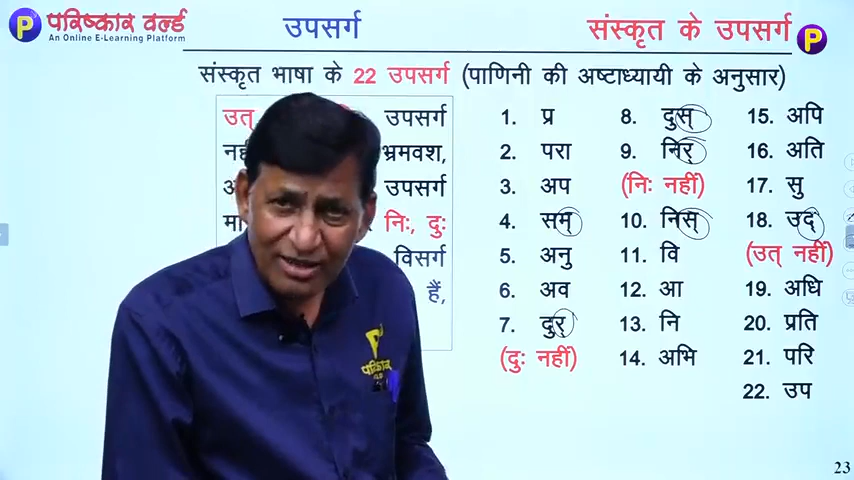 परिष्कार वर्ल्ड
An Online E-Learning Platform
उपसर्ग
संस्कृत के उपसर्ग
संस्कृत भाषा के 22 उपसर्ग (पाणिनी की अष्टाध्यायी के अनुसार)
उत् उपसर्ग
भ्रमवश,
उपसर्ग
निः, दुः
विसर्ग
हैं,
1. प्र
2. परा
3. अप
4. सम्
5. अनु
6. अव
7. दुर्
(दुः नहीं)
8. दुस्
9. निर्
(निः नहीं)
10. निस्
11. वि
12. आ
13. नि
14. अभि
15. अपि
16. अति
17. सु
18. उद्
(उत् नहीं)
19. अधि
20. प्रति
21. परि
22. उप
परिष्कार
23